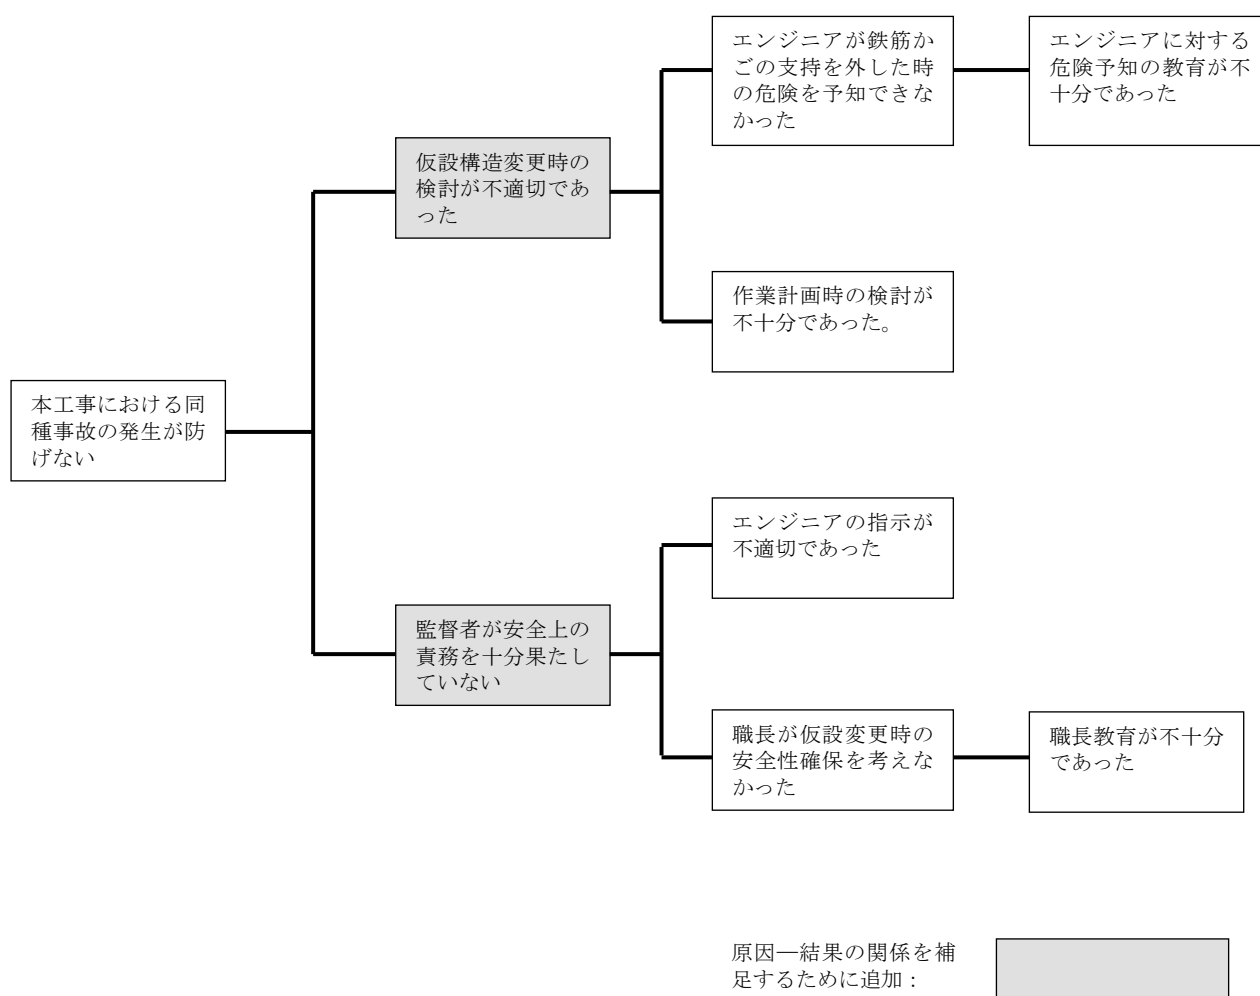 エンジニアが鉄筋か
ごの支持を外した時
の危険を予知できな
かった
エンジニアに対する
危険予知の教育が不
十分であった
仮設構造変更時の
検討が不適切であ
った
作業計画時の検討が
不十分であった。
本工事における同
種事故の発生が防
げない
エンジニアの指示が
不適切であった
監督者が安全上の
責務を十分果たし
ていない
職長が仮設変更時の
安全性確保を考えな
かった
職長教育が不十分
であった
原因―結果の関係を補
足するために追加：